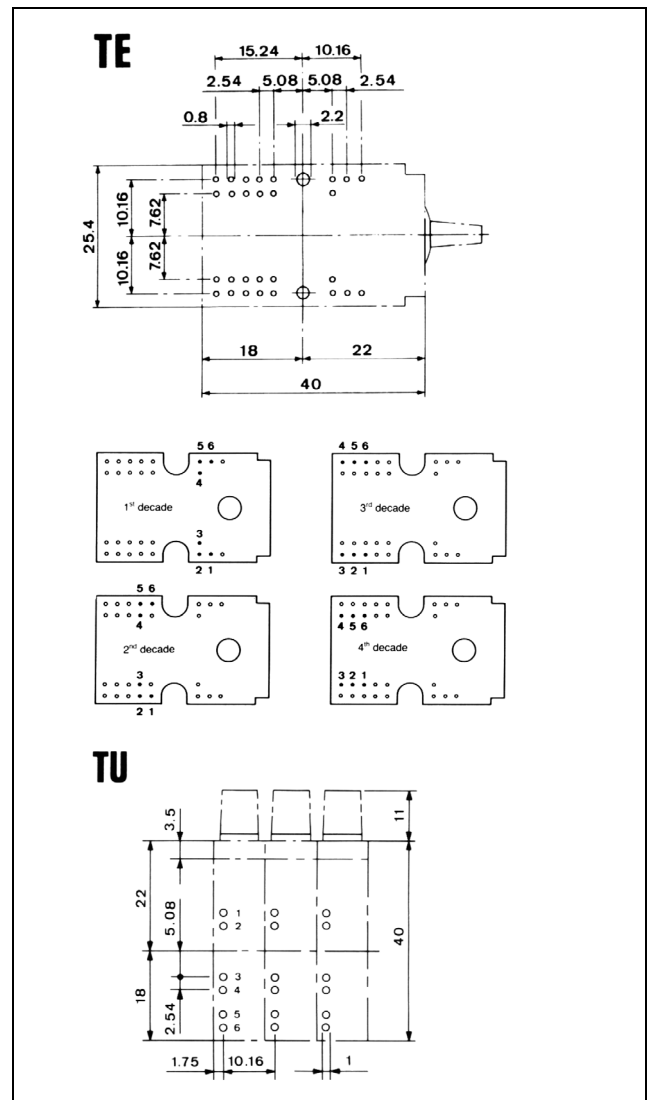 TE
15.24 10.16
2.54 5.08 5.08 2.54
0.8 2.2
25.4 10.16 7.62
10.16 7.62
18 22
40
5 6
4
1st decade
3
2 1
4 5 6
3rd decade
3 2 1
5 6
4
2nd decade
3
2 1
4 5 6
4th decade
3 2 1
TU
3.5 11
22 5.08 40
1
2
18 2.54
3
4
5
6
1.75 10.16 1